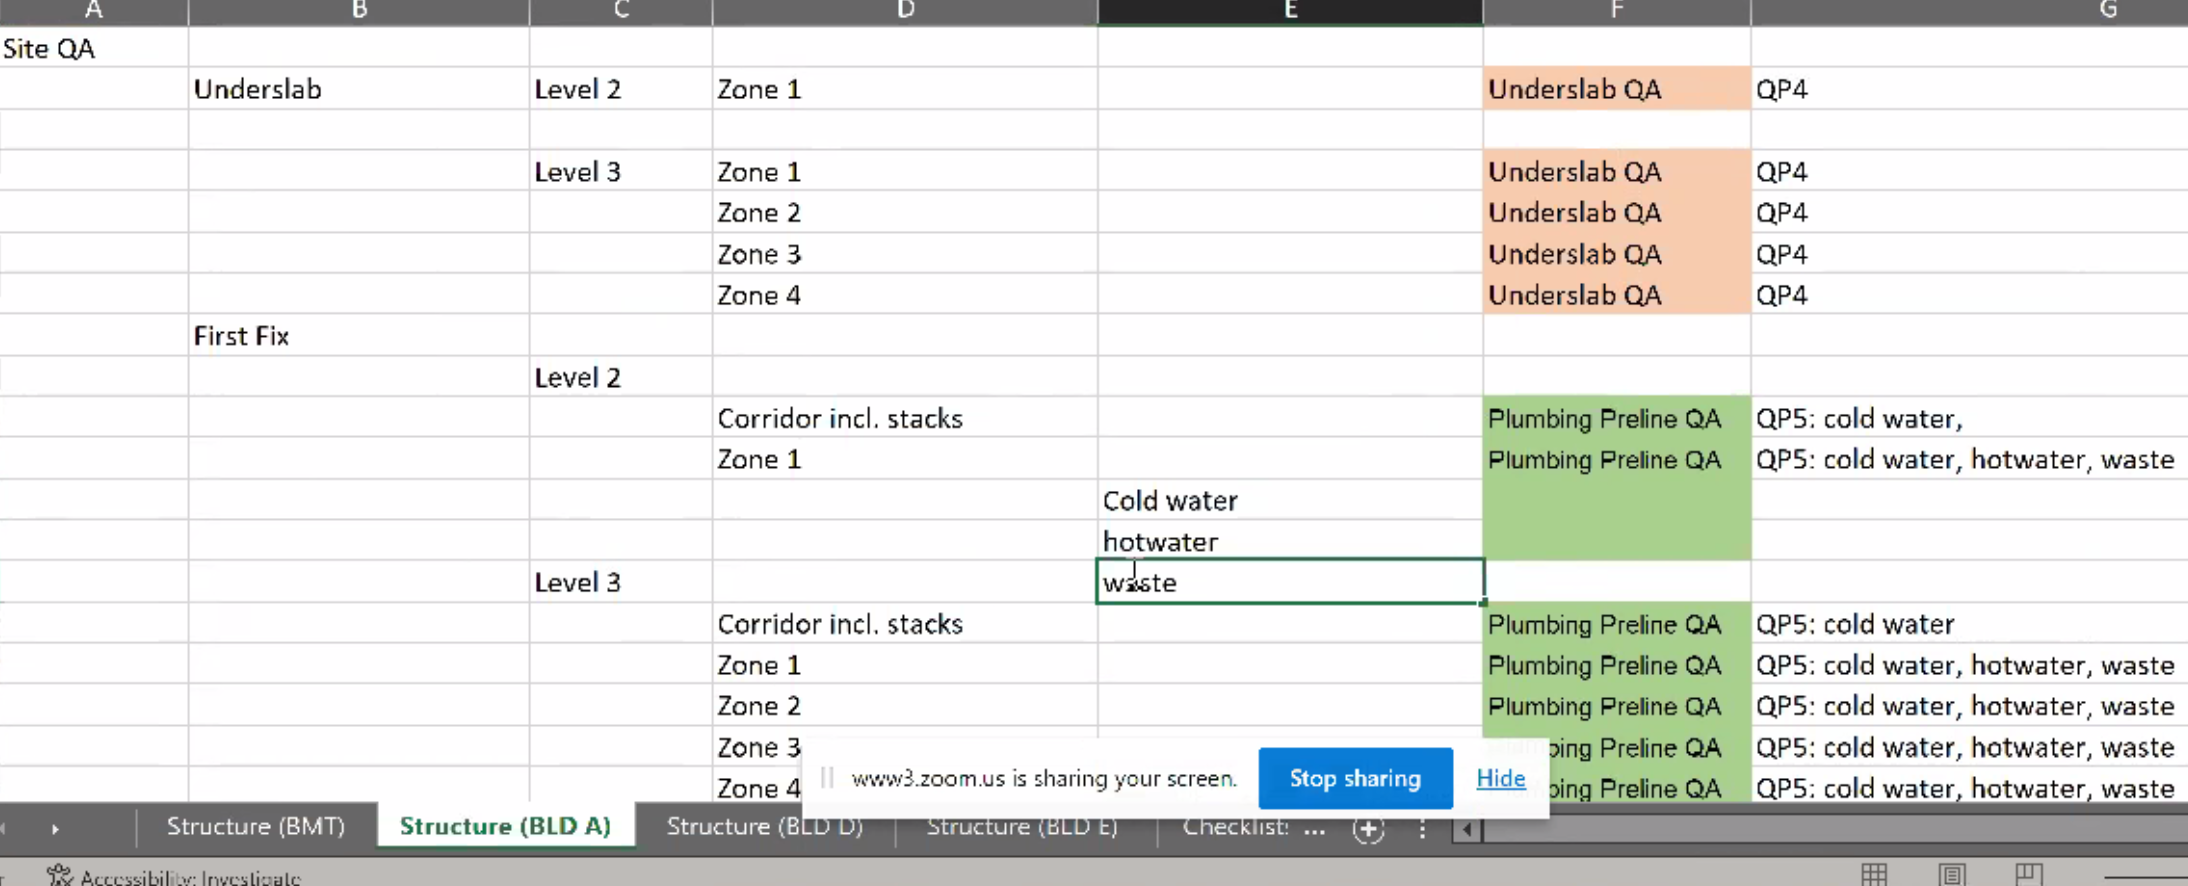 A B C D E F G
Site QA
Underslab Level 2 Zone 1 Underslab QA QP4
Level 3 Zone 1 Underslab QA QP4
Zone 2 Underslab QA QP4
Zone 3 Underslab QA QP4
Zone 4 Underslab QA QP4
First Fix
Level 2
Corridor incl. stacks Plumbing Preline QA QP5: cold water,
Zone 1 Plumbing Preline QA QP5: cold water, hotwater, waste
Cold water
hotwater
Level 3 waste
Corridor incl. stacks Plumbing Preline QA QP5: cold water
Zone 1 Plumbing Preline QA QP5: cold water, hotwater, waste
Zone 2 Plumbing Preline QA QP5: cold water, hotwater, waste
Zone 3 bing Preline QA QP5: cold water, hotwater, waste
www3.zoom.us is sharing your screen. Stop sharing Hide
Zone 4 bing Preline QA QP5: cold water, hotwater, waste
Structure (BMT) Structure (BLD A) Structure (BLD D) Structure (BLD E) Checklist: ...
Accessibility: Investigate